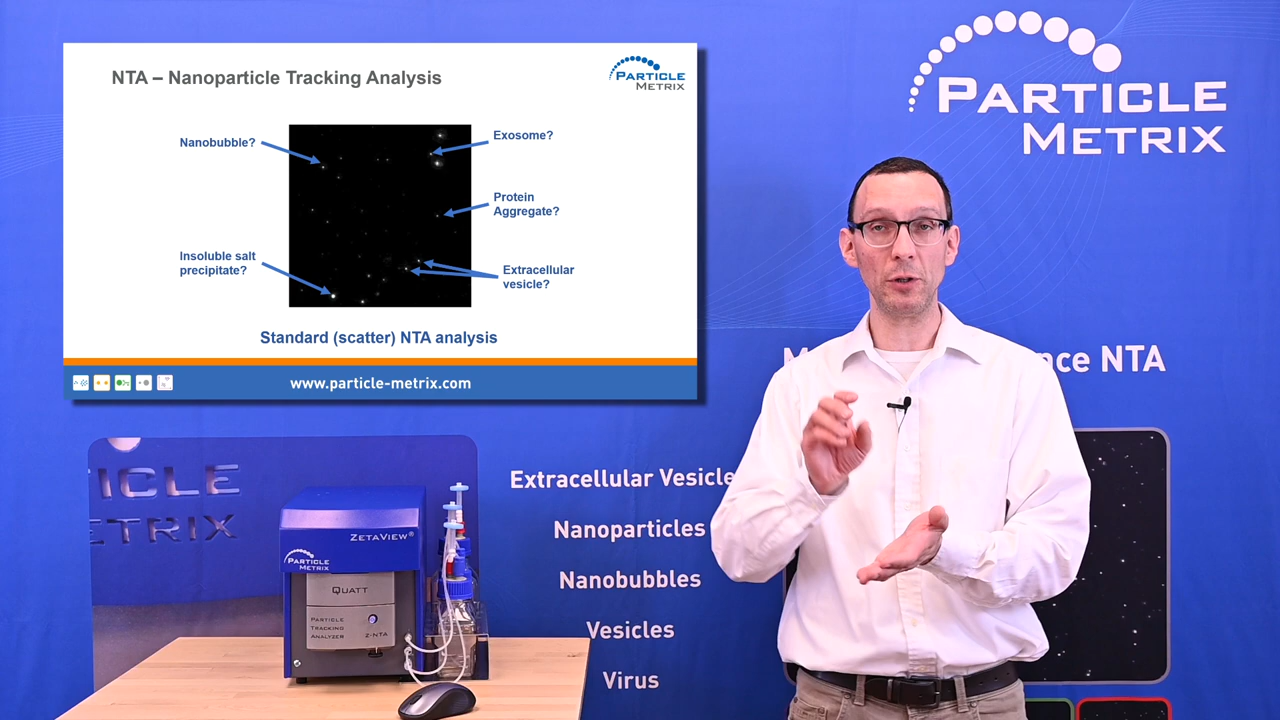 NTA – Nanoparticle Tracking Analysis
PARTICLE
METRIX
Nanobubble?
Exosome?
Protein
Aggregate?
Insoluble salt
precipitate?
Extracellular
vesicle?
Standard (scatter) NTA analysis
www.particle-metrix.com
PARTICLE
METRIX
NTA
ICLE
ETRIX
Extracellular Vesicle
Nanoparticles
Nanobubbles
Vesicles
Virus
ZETAVIEW®
PARTICLE
METRIX
QUATT
PARTICLE
TRACKING
ANALYZER
Z-NTA